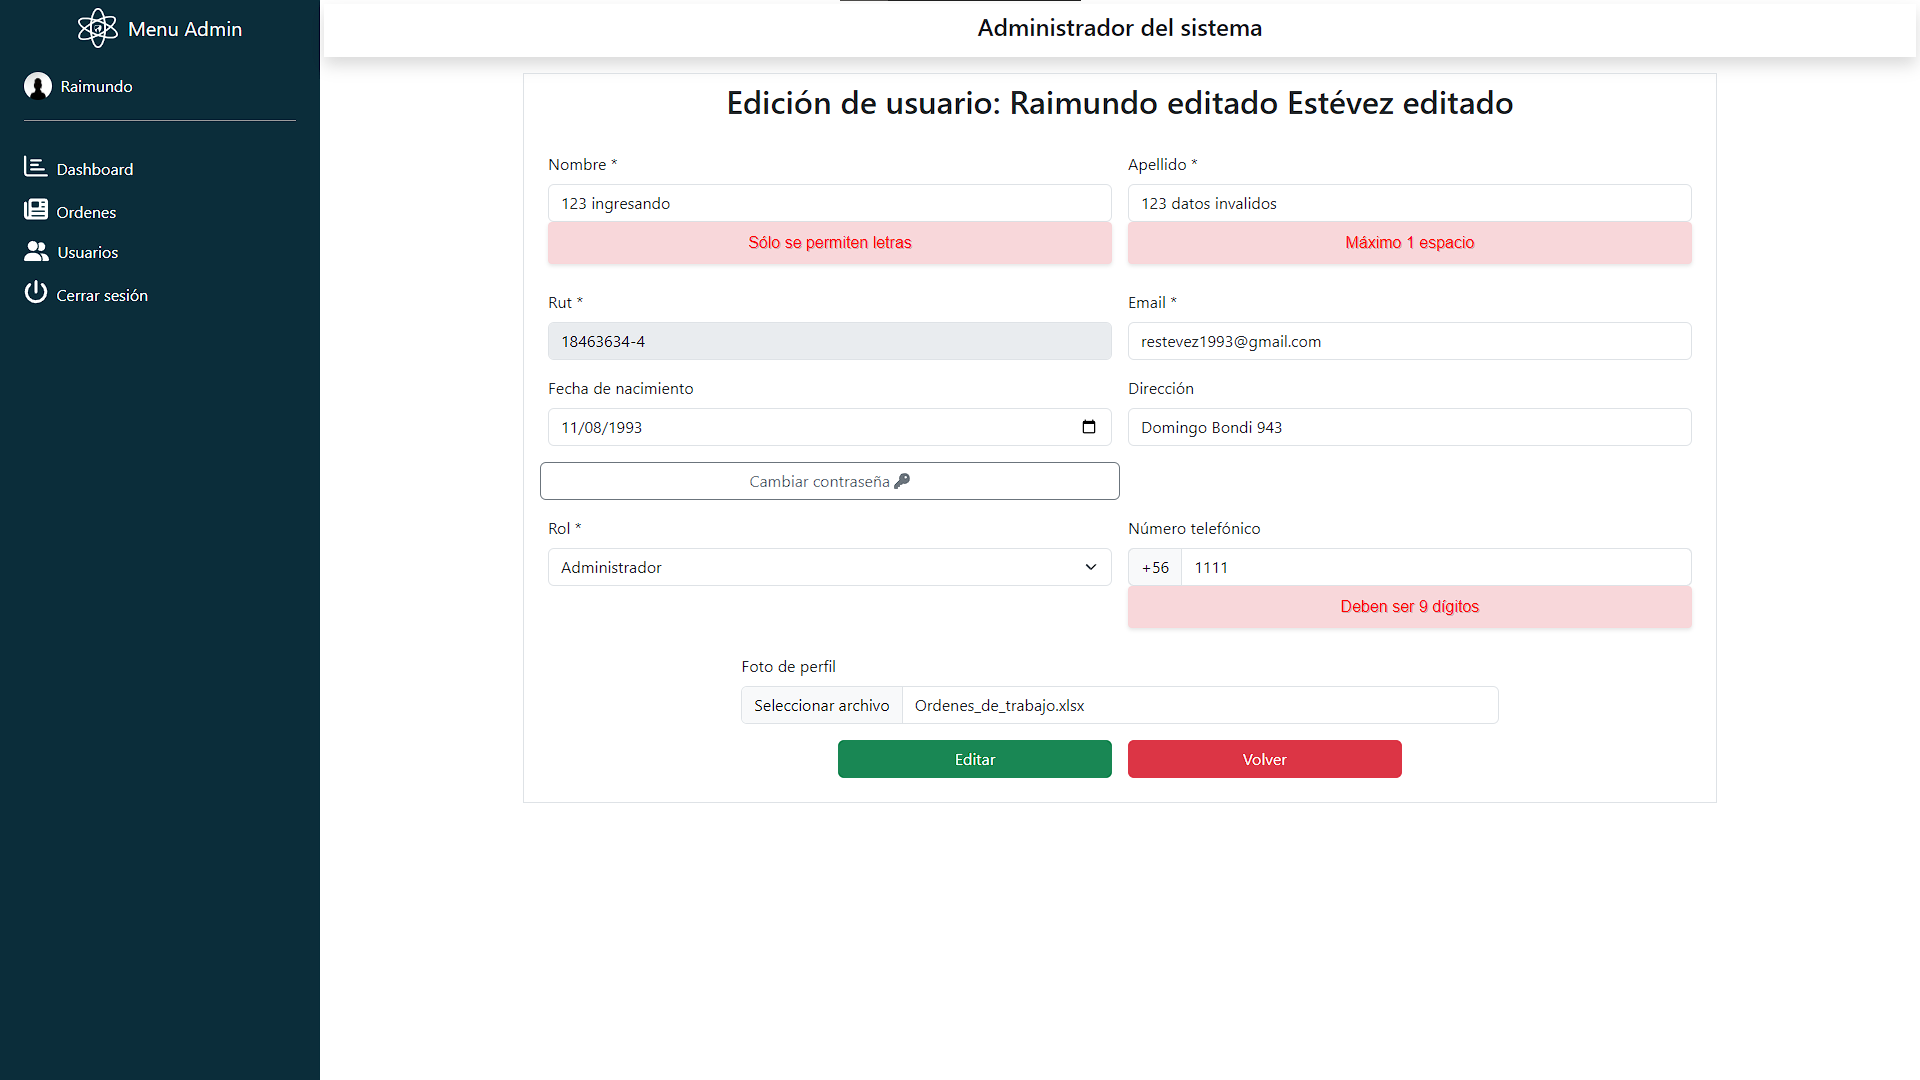 Menu Admin
Raimundo
Dashboard
Ordenes
Usuarios
Cerrar sesión
Administrador del sistema
Edición de usuario: Raimundo editado Estévez editado
Nombre *
123 ingresando
Sólo se permiten letras
Apellido *
123 datos invalidos
Máximo 1 espacio
Rut *
18463634-4
Email *
restevez1993@gmail.com
Fecha de nacimiento
11/08/1993
Dirección
Domingo Bondi 943
Cambiar contraseña
Rol *
Administrador
Número telefónico
+56 1111
Deben ser 9 dígitos
Foto de perfil
Seleccionar archivo Ordenes_de_trabajo.xlsx
Editar
Volver